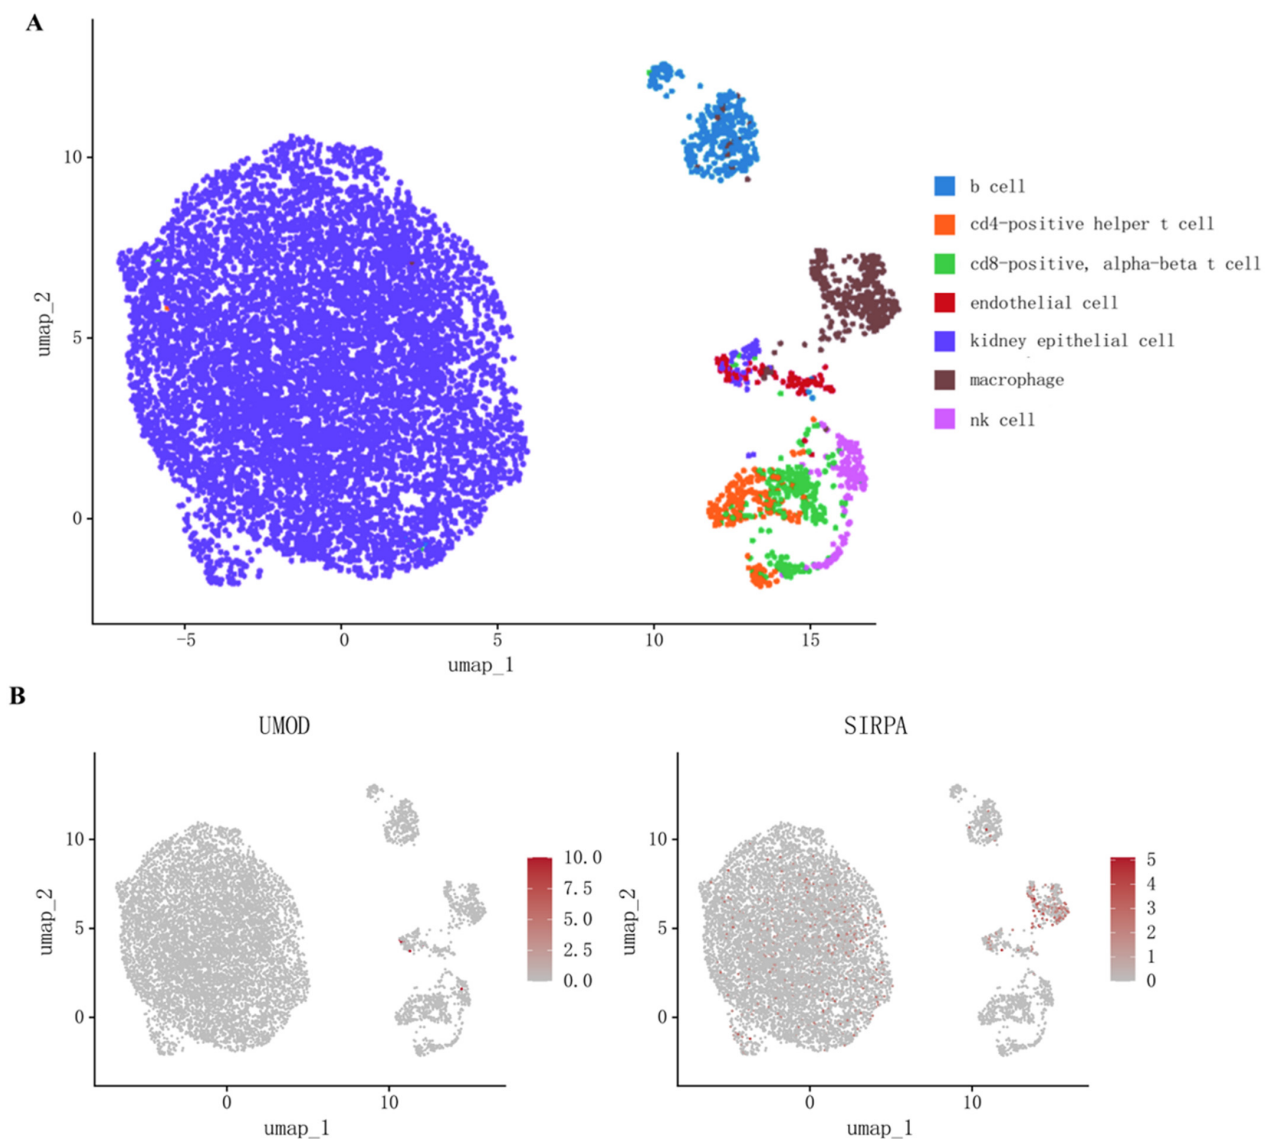 A
10
5
0
umap_2
-5
0
5
10
15
umap_1
b cell
cd4-positive helper t cell
cd8-positive, alpha-beta t cell
endothelial cell
kidney epithelial cell
macrophage
nk cell
B
UMOD
10
5
0
umap_2
0
10
umap_1
10.0
7.5
5.0
2.5
0.0
SIRPA
10
5
0
umap_2
0
10
umap_1
5
4
3
2
1
0